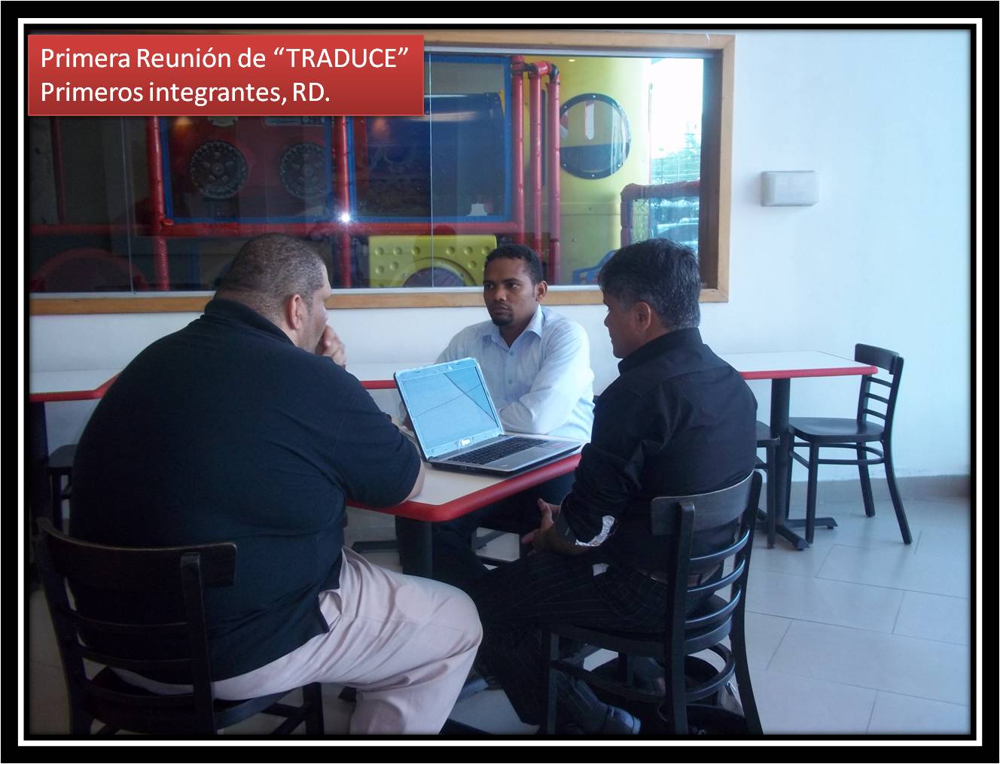 Primera Reunión de “TRADUCE”
Primeros integrantes, RD.